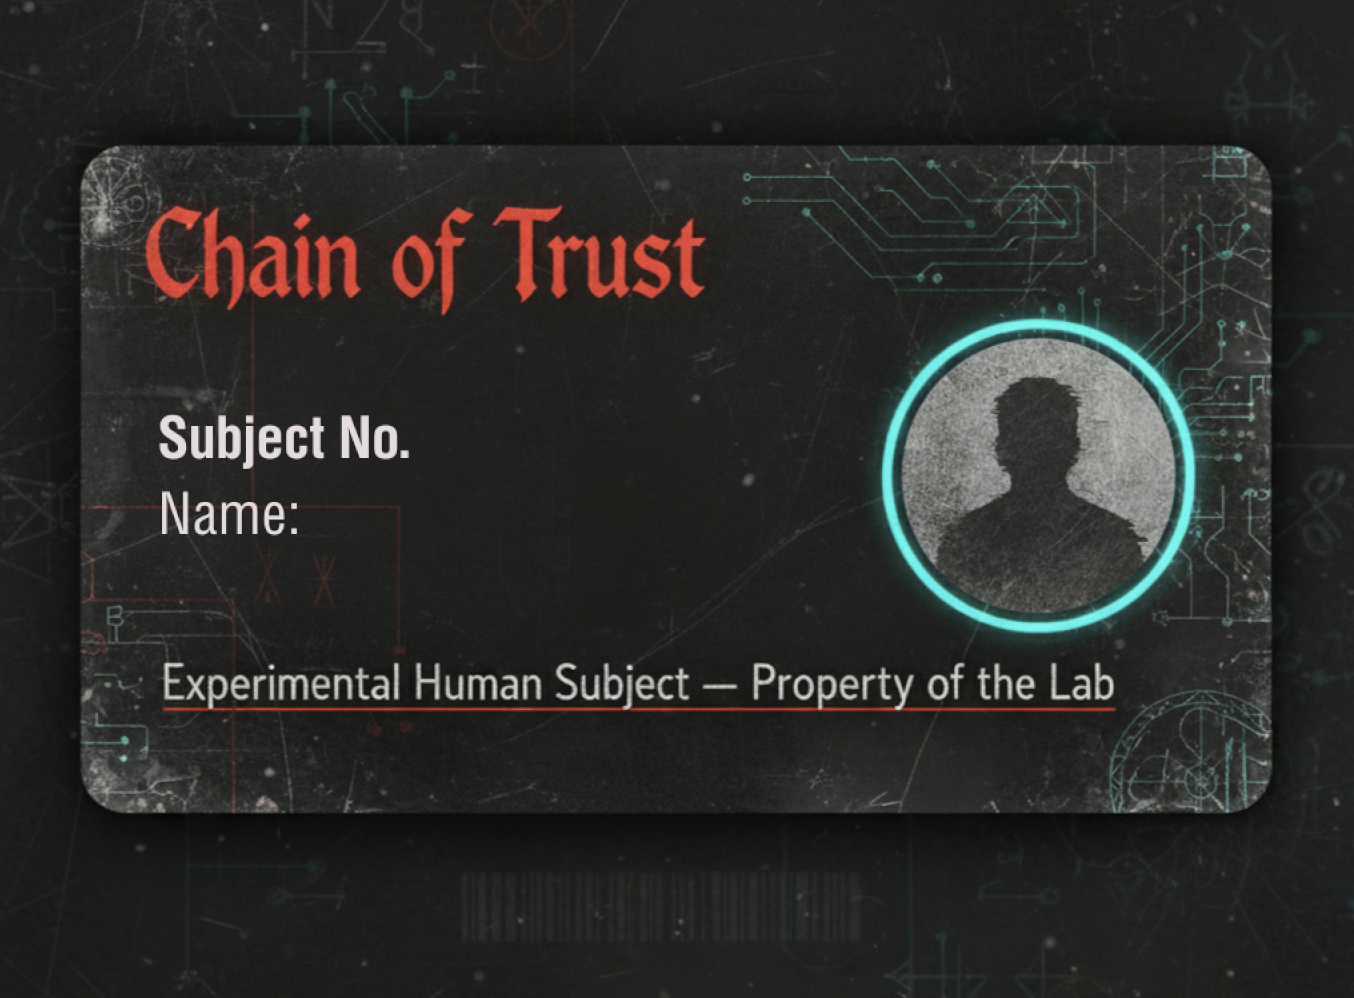 Chain of Trust
Subject No.
Name:
Experimental Human Subject — Property of the Lab